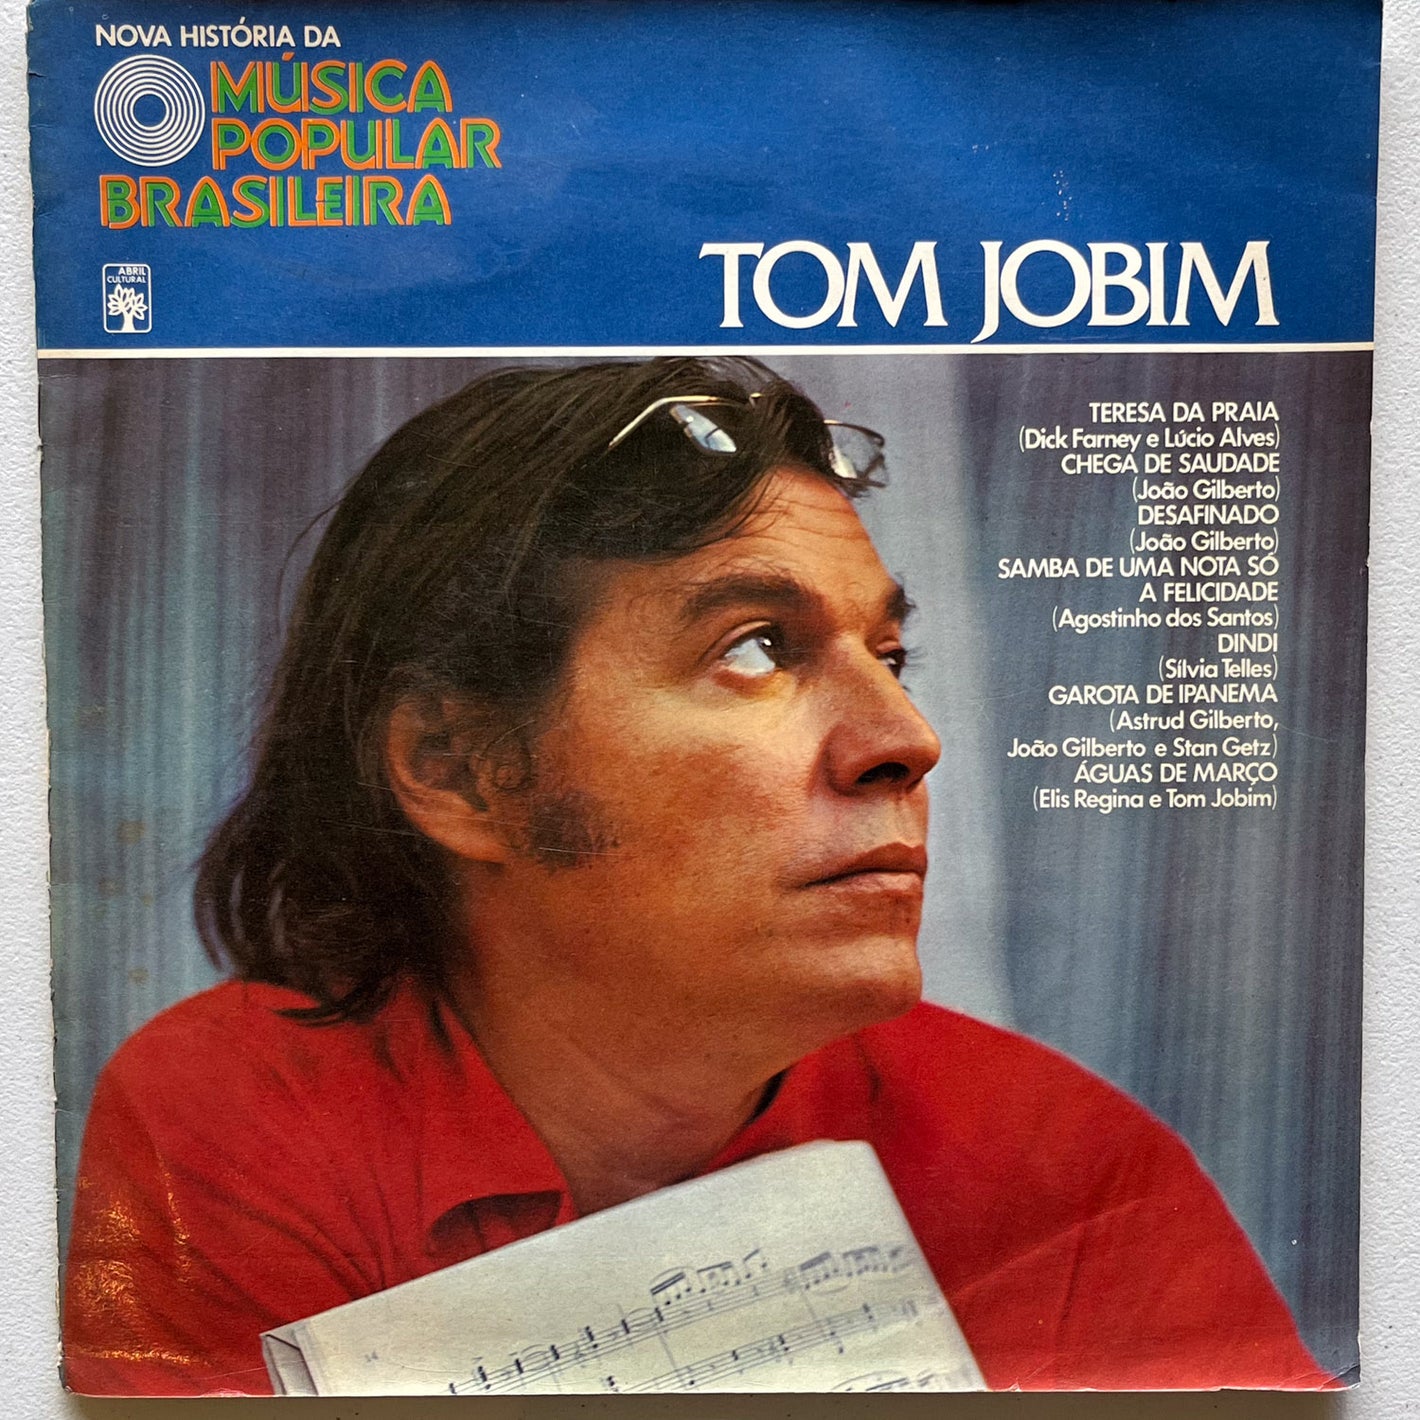 NOVA HISTÓRIA DA
MÚSICA
POPULAR
BRASILEIRA
ABRIL
CULTURAL
TOM JOBIM
TERESA DA PRAIA
(Dick Farney e Lúcio Alves)
CHEGA DE SAUDADE
(João Gilberto)
DESAFINADO
(João Gilberto)
SAMBA DE UMA NOTA SÓ
A FELICIDADE
(Agostinho dos Santos)
DINDI
(Sílvia Telles)
GAROTA DE IPANEMA
(Astrud Gilberto,
João Gilberto e Stan Getz)
ÁGUAS DE MARÇO
(Elis Regina e Tom Jobim)